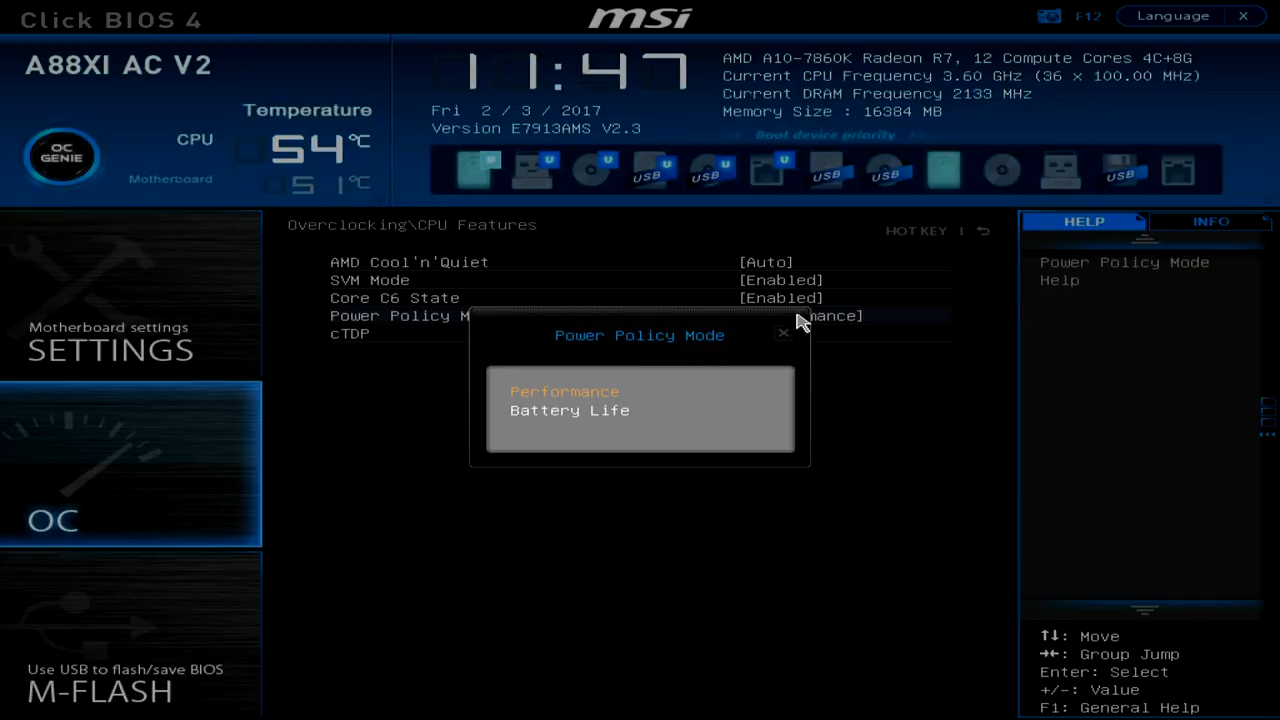 Click BIOS 4
msi
F12
Language
X
A88XI AC V2
11:47
AMD A10-7860K Radeon R7, 12 Compute Cores 4C+8G
Current CPU Frequency 3.60 GHz (36 x 100.00 MHz)
Current DRAM Frequency 2133 MHz
Memory Size : 16384 MB
Fri 2 / 3 / 2017
Version E7913AMS V2.3
Temperature
CPU 54°C
Motherboard 51°C
OC
GENIE
Boot device priority
U U U USB U USB U U USB USB USB
Overclocking\CPU Features
HOT KEY |
HELP
INFO
AMD Cool'n'Quiet [Auto]
SVM Mode [Enabled]
Core C6 State [Enabled]
Power Policy M mance]
cTDP
Power Policy Mode
Performance
Battery Life
Power Policy Mode
Help
Motherboard settings
SETTINGS
OC
Use USB to flash/save BIOS
M-FLASH
↑↓: Move
→←: Group Jump
Enter: Select
+/-: Value
F1: General Help